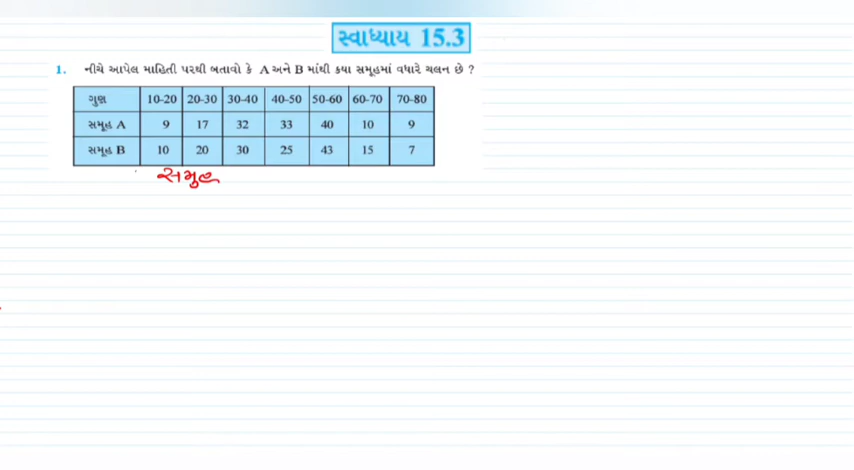 સ્વાધ્યાય 15.3
1. નીચે આપેલ માહિતી પરથી બતાવો કે A અને B માંથી કયા સમૂહમાં વધારે ચલન છે ?
ગુણ 10-20 20-30 30-40 40-50 50-60 60-70 70-80
સમૂહ A 9 17 32 33 40 10 9
સમૂહ B 10 20 30 25 43 15 7
સમુહ